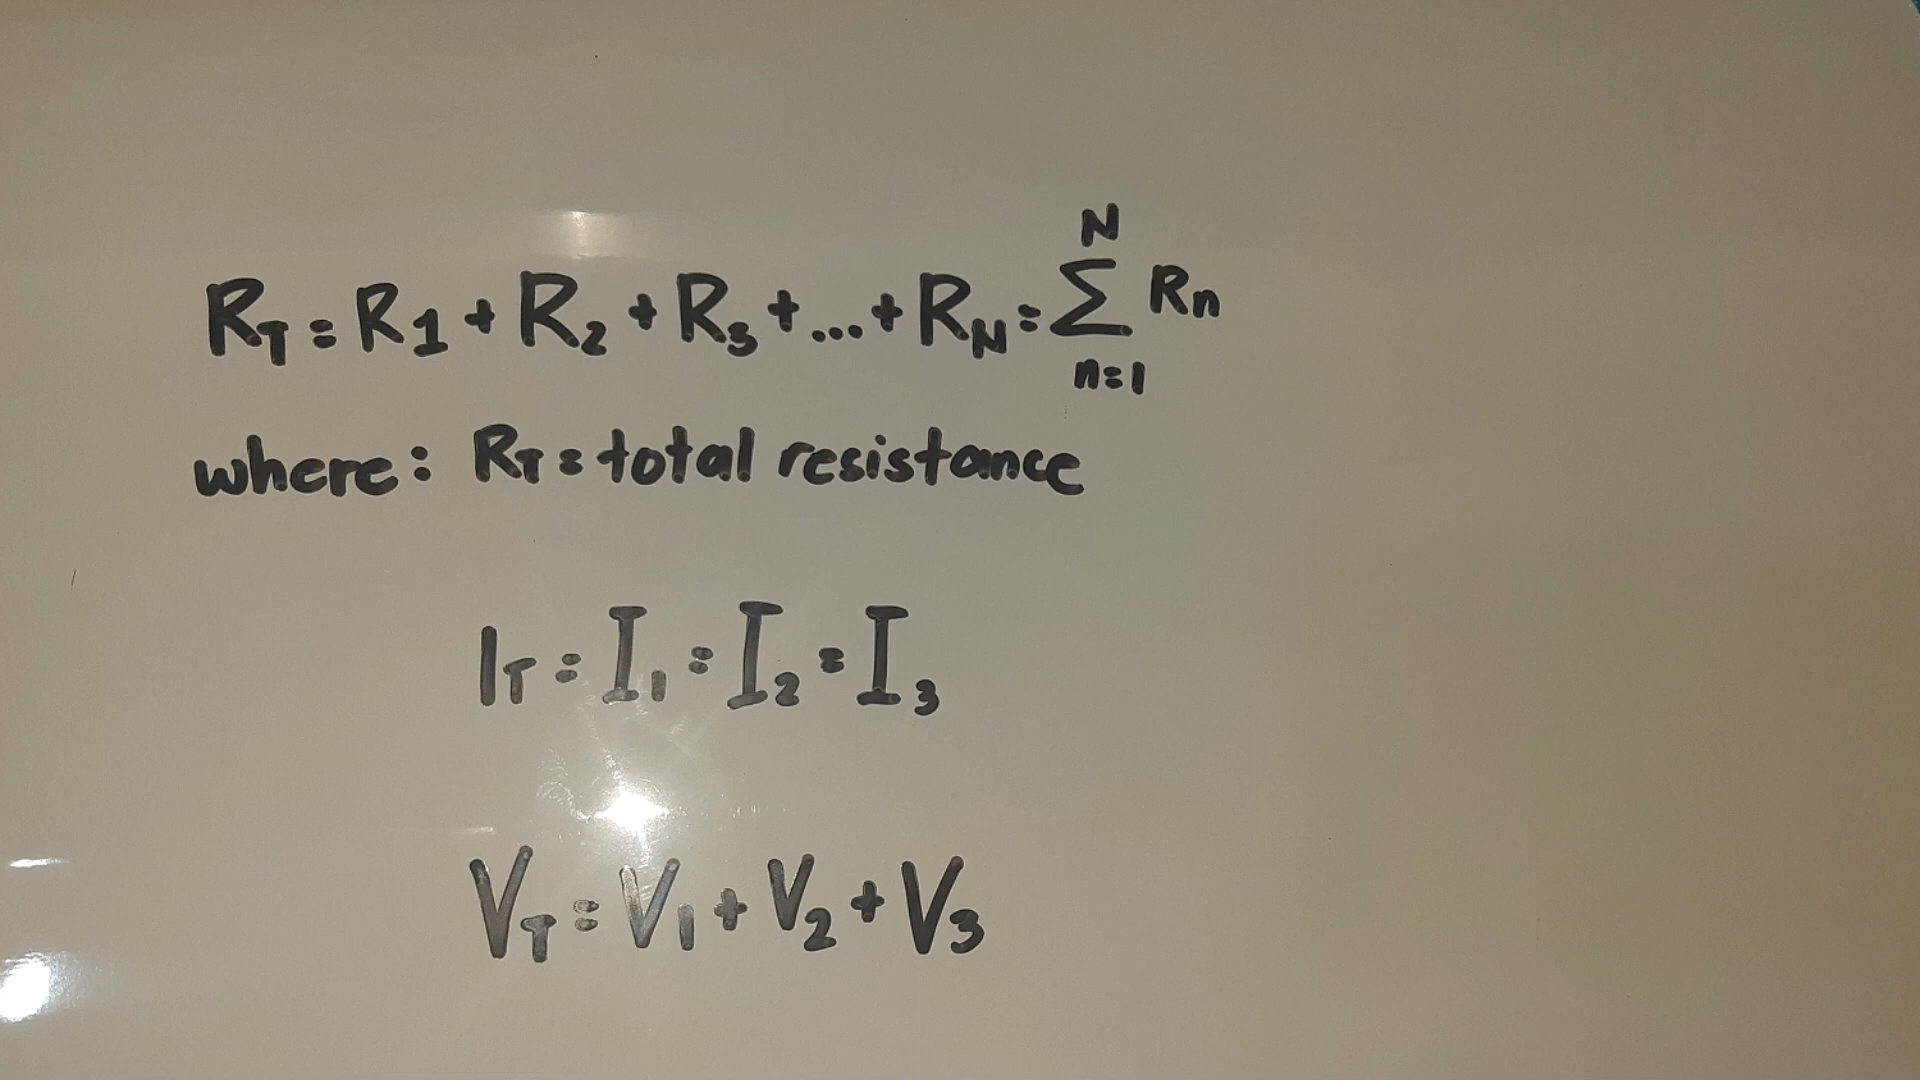 R_T = R_1 + R_2 + R_3 + ... + R_N = \sum_{n=1}^{N} R_n
where: R_T = total resistance
I_T = I_1 = I_2 = I_3
V_T = V_1 + V_2 + V_3